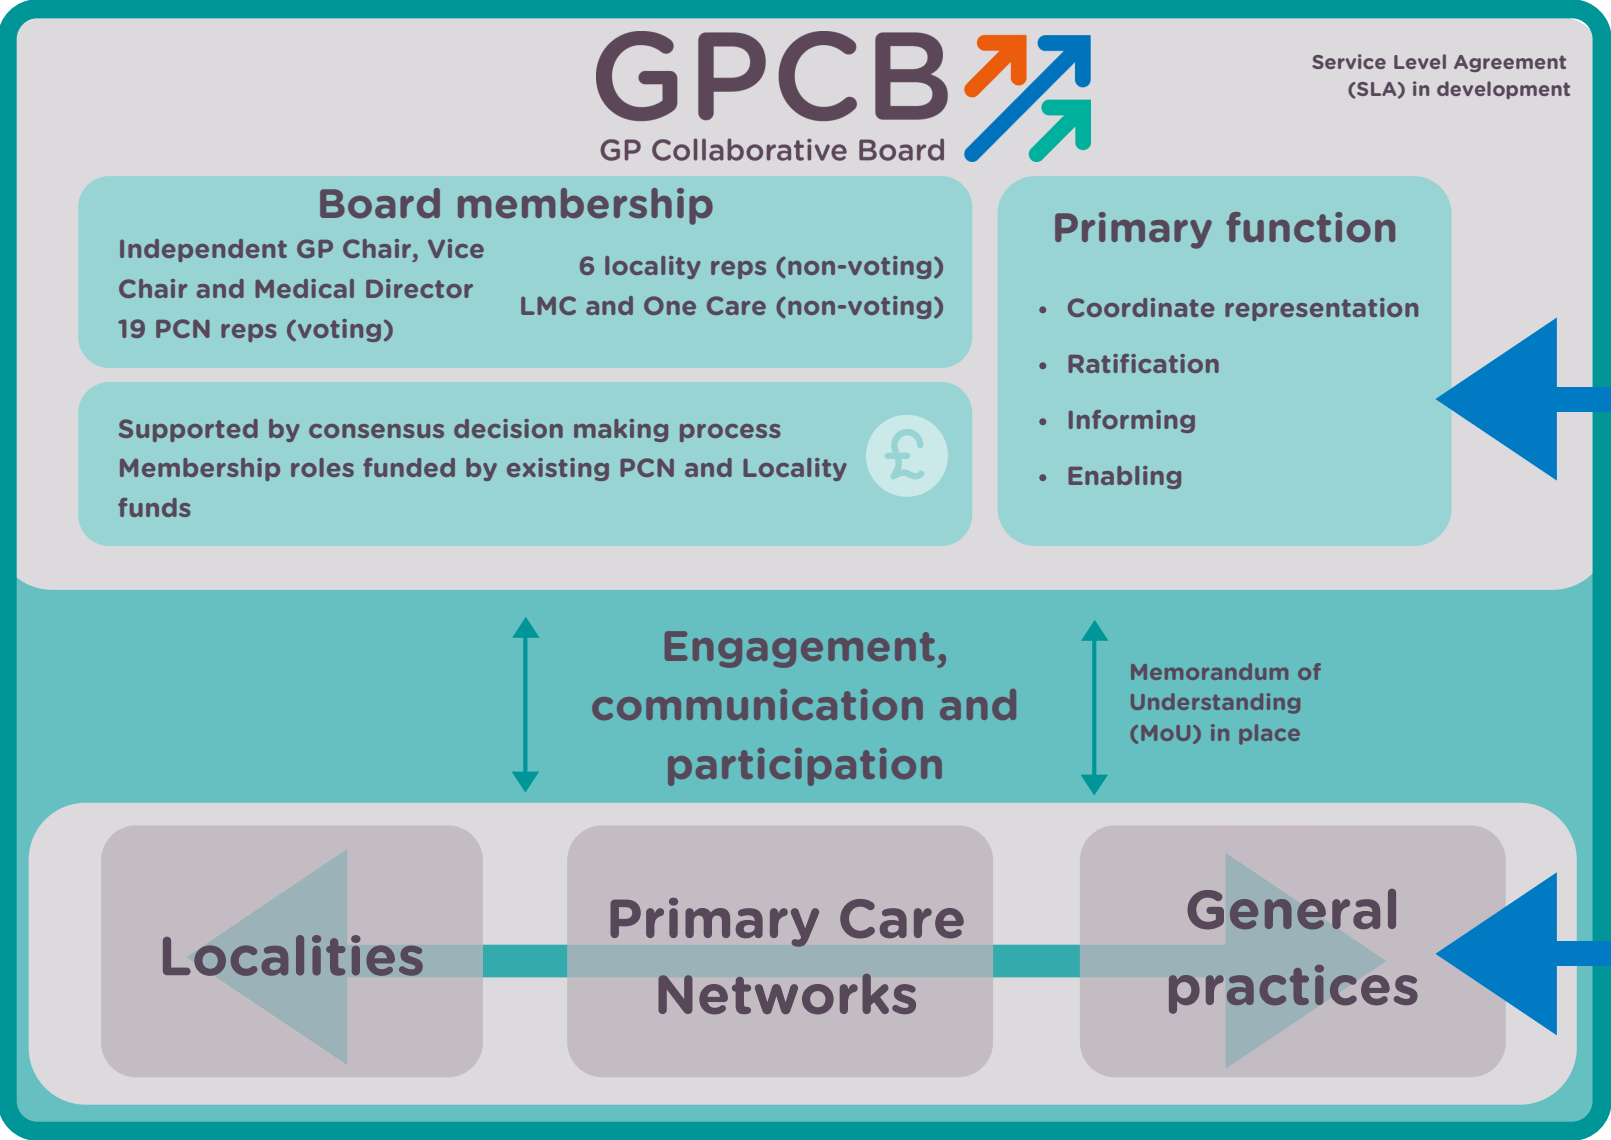 GPCB
GP Collaborative Board
Service Level Agreement
(SLA) in development
Board membership
Independent GP Chair, Vice
Chair and Medical Director
19 PCN reps (voting)
6 locality reps (non-voting)
LMC and One Care (non-voting)
Supported by consensus decision making process
Membership roles funded by existing PCN and Locality
funds
£
Primary function
• Coordinate representation
• Ratification
• Informing
• Enabling
Engagement,
communication and
participation
Memorandum of
Understanding
(MoU) in place
Localities
Primary Care
Networks
General
practices